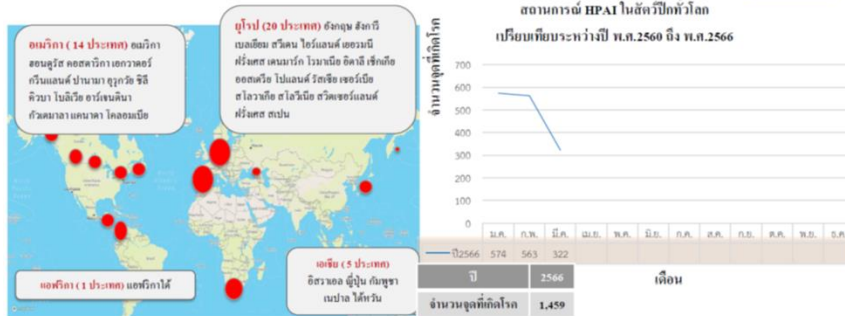 อเมริกา ( 14 ประเทศ) อเมริกา
ฮอนดูรัส คอสตาริกา เอกวาดอร์
กรีนแลนด์ ปานามา อุรุกวัย ชิลี
คิวบา โบลิเวีย อาร์เจนตินา
กัวเตมาลา แคนาดา โคลอมเบีย
ยุโรป (20 ประเทศ) อังกฤษ ฮังการี
เบลเยียม สวีเดน ไอร์แลนด์ เยอรมนี
ฝรั่งเศส เดนมาร์ก โรมาเนีย อิตาลี เช็กเกีย
ออสเตรีย โปแลนด์ รัสเซีย เซอร์เบีย
สโลวาเกีย สโลวีเนีย สวิตเซอร์แลนด์
ฝรั่งเศส สเปน
แอฟริกา (1 ประเทศ) แอฟริกาใต้
เอเชีย ( 5 ประเทศ)
อิสราเอล ญี่ปุ่น กัมพูชา
เนปาล ไต้หวัน
สถานการณ์ HPAI ในสัตว์ปีกทั่วโลก
เปรียบเทียบระหว่างปี พ.ศ.2560 ถึง พ.ศ.2566
จำนวนจุดที่เกิดโรค
700
600
500
400
300
200
100
0
ม.ค. ก.พ. มี.ค. เม.ย. พ.ค. มิ.ย. ก.ค. ส.ค. ก.ย. ต.ค. พ.ย. ธ.ค
ปี2566 574 563 322
เดือน
ปี 2566
จำนวนจุดที่เกิดโรค 1,459